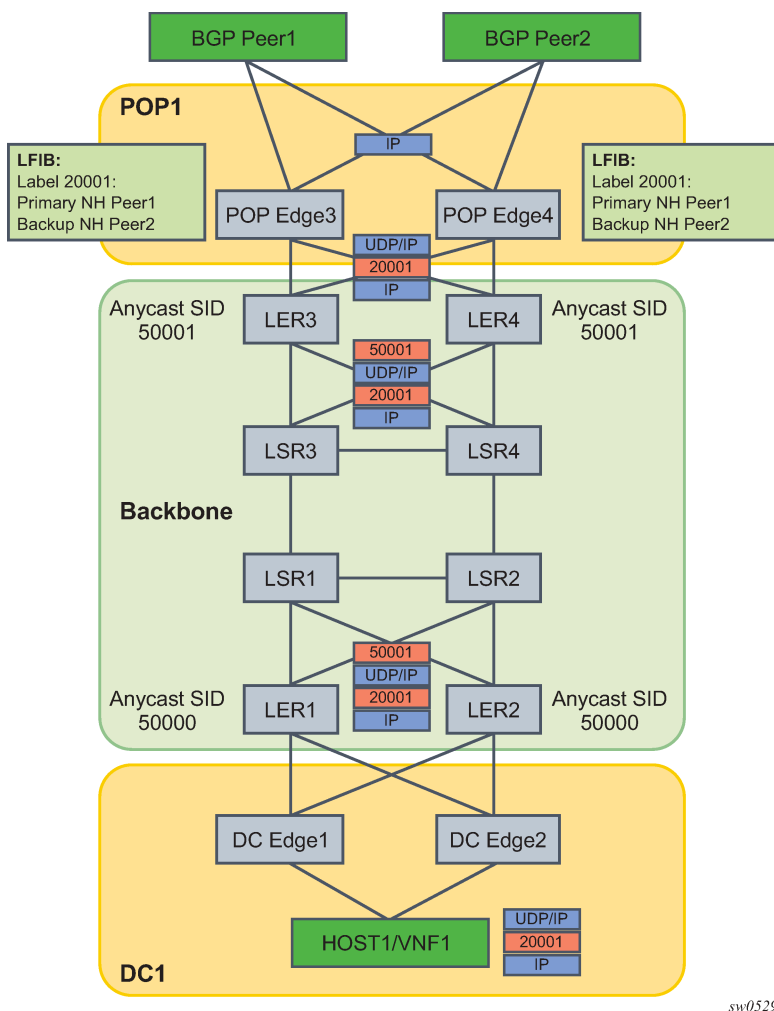 BGP Peer1
BGP Peer2
POP1
IP
LFIB:
Label 20001:
Primary NH Peer1
Backup NH Peer2
LFIB:
Label 20001:
Primary NH Peer1
Backup NH Peer2
POP Edge3
POP Edge4
UDP/IP
20001
IP
Anycast SID
50001
LER3
LER4
Anycast SID
50001
50001
UDP/IP
20001
IP
LSR3
LSR4
Backbone
LSR1
LSR2
50001
UDP/IP
20001
IP
Anycast SID
50000
LER1
LER2
Anycast SID
50000
DC Edge1
DC Edge2
HOST1/VNF1
UDP/IP
20001
IP
DC1
sw0529